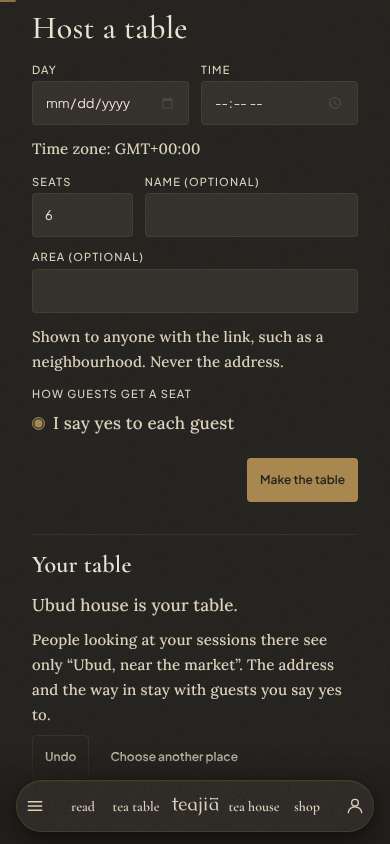 Host a table
DAY
TIME
mm/dd/yyyy
--:-- --
Time zone: GMT+00:00
SEATS
NAME (OPTIONAL)
6
AREA (OPTIONAL)
Shown to anyone with the link, such as a
neighbourhood. Never the address.
HOW GUESTS GET A SEAT
I say yes to each guest
Make the table
Your table
Ubud house is your table.
People looking at your sessions there see
only “Ubud, near the market”. The address
and the way in stay with guests you say yes
to.
Undo
Choose another place
read
tea table
teajiā
tea house
shop